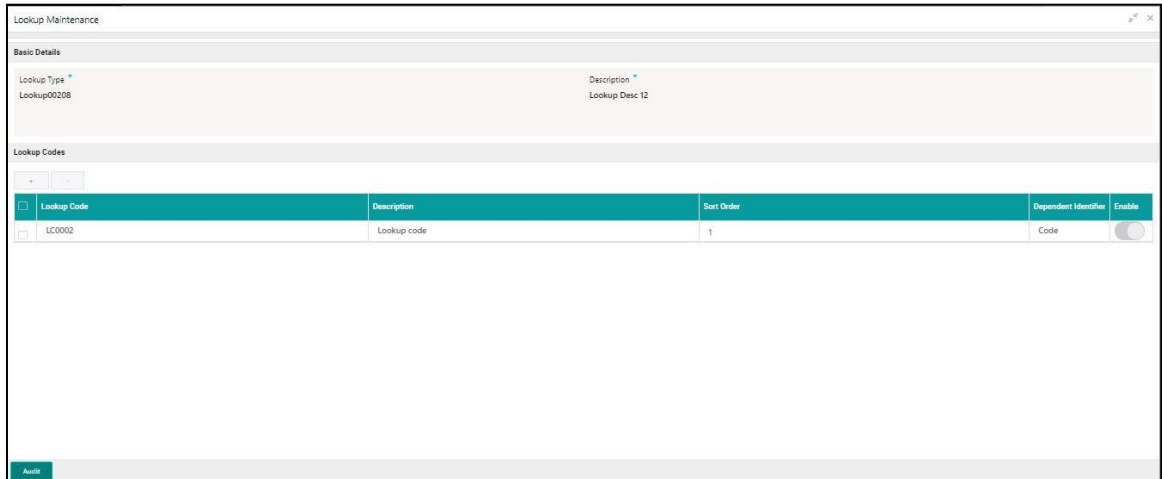 Lookup Maintenance
Basic Details
Lookup Type * Description *
Lookup00208 Lookup Desc 12
Lookup Codes
+ -
Lookup Code Description Sort Order Dependent Identifier Enable
LC0002 Lookup code 1 Code
Audit